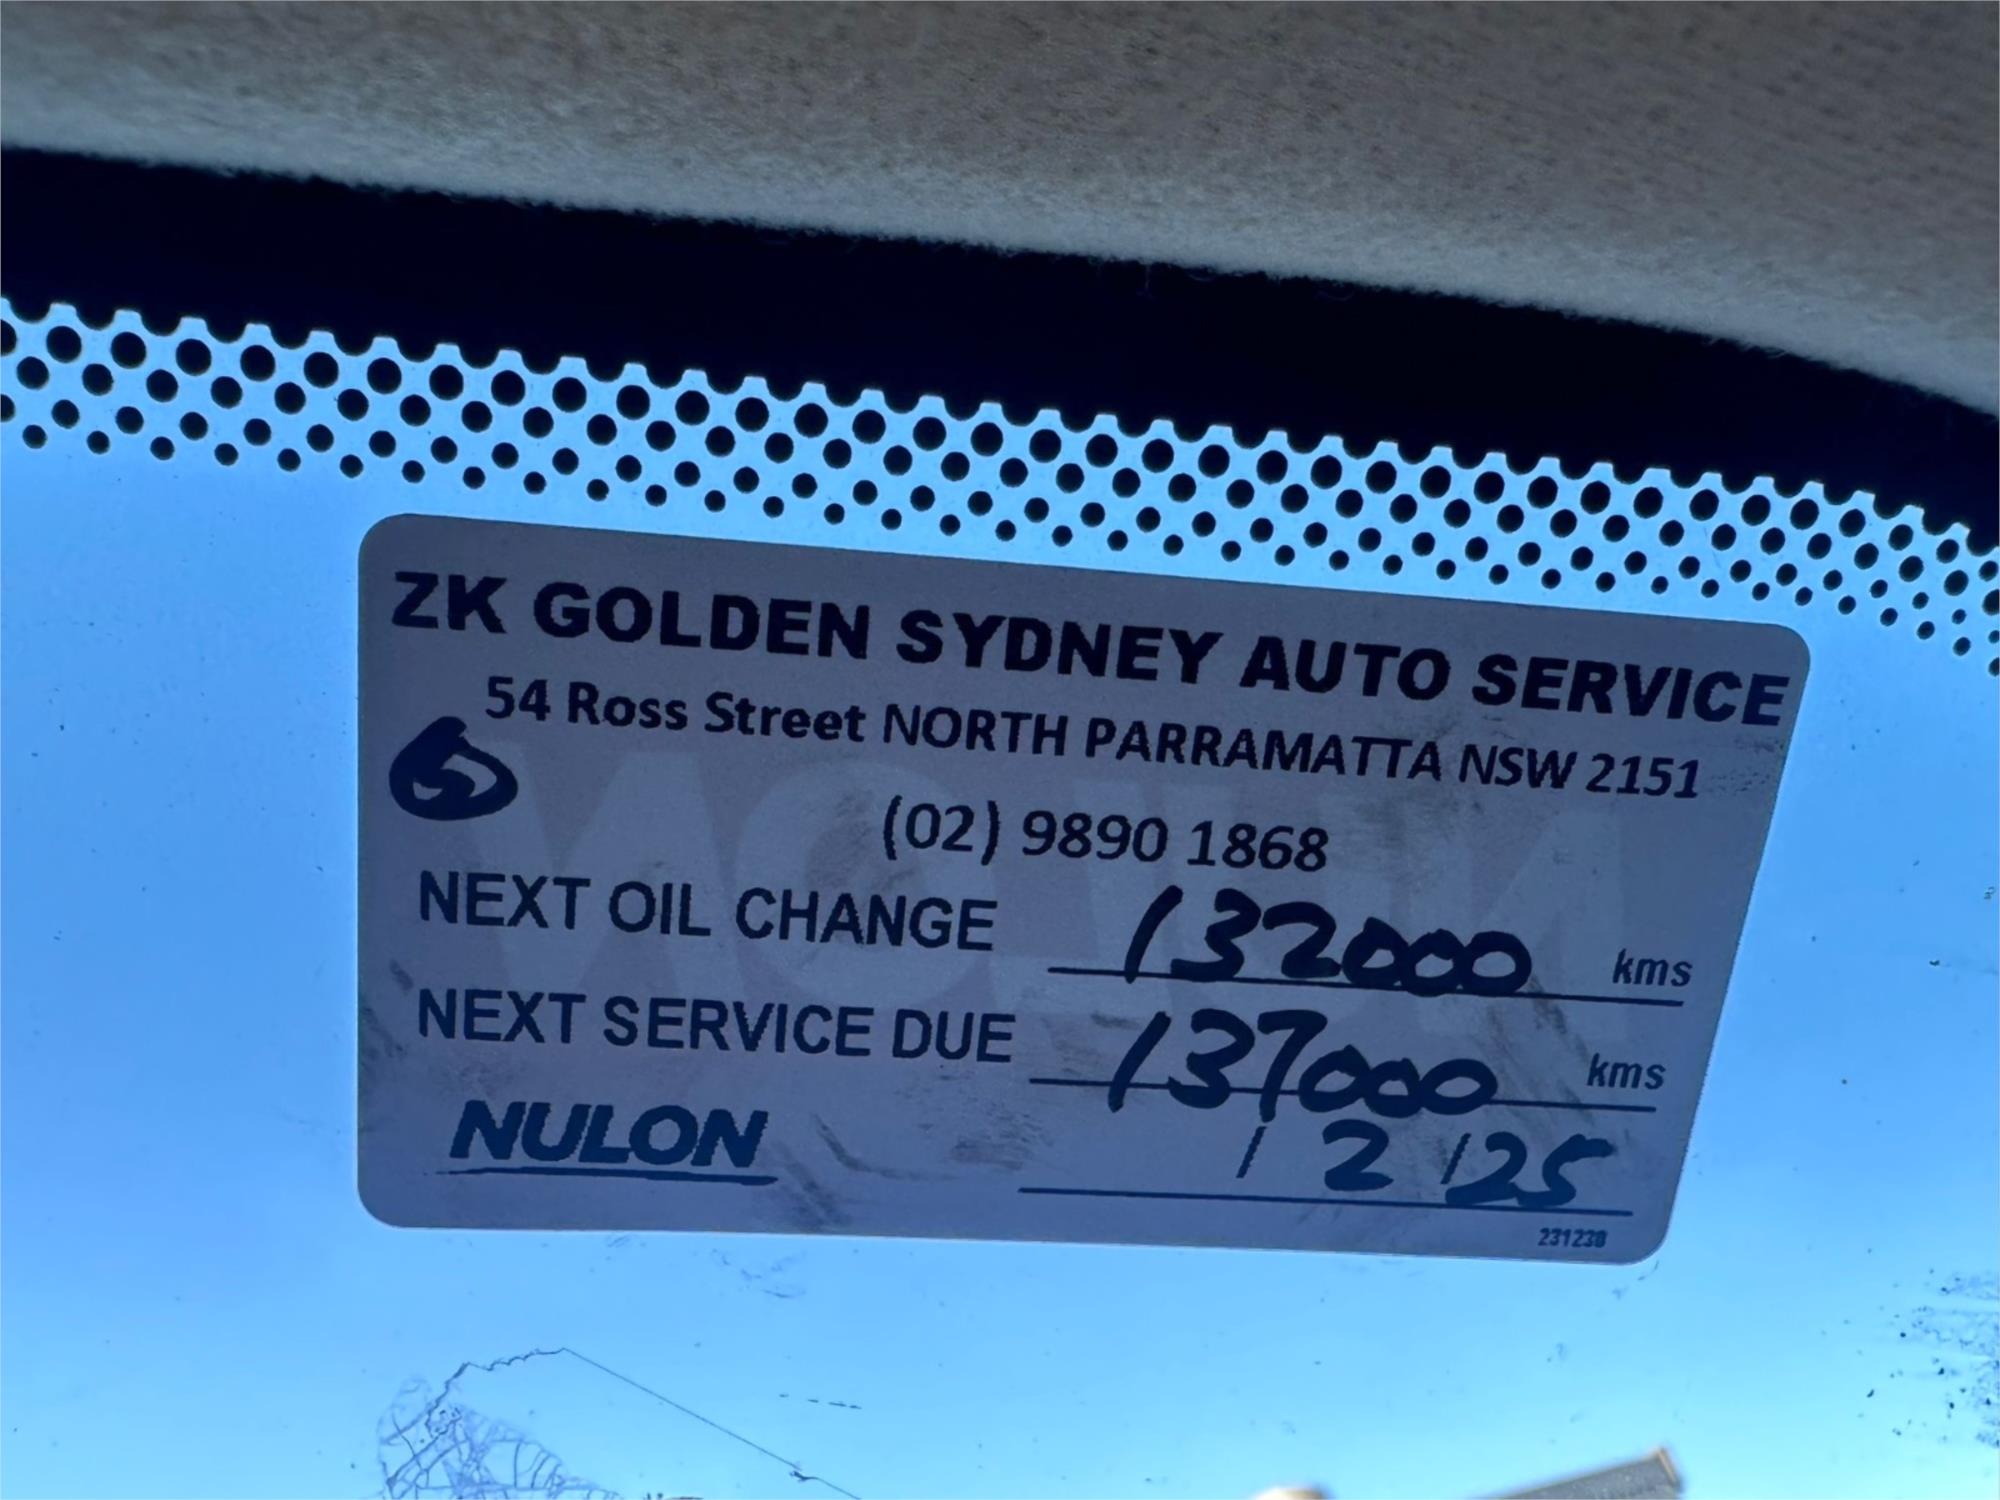 ZK GOLDEN SYDNEY AUTO SERVICE
54 Ross Street NORTH PARRAMATTA NSW 2151
5
(02) 9890 1868
NEXT OIL CHANGE 132000 kms
NEXT SERVICE DUE 137000 kms
NULON / 2 / 25
231230